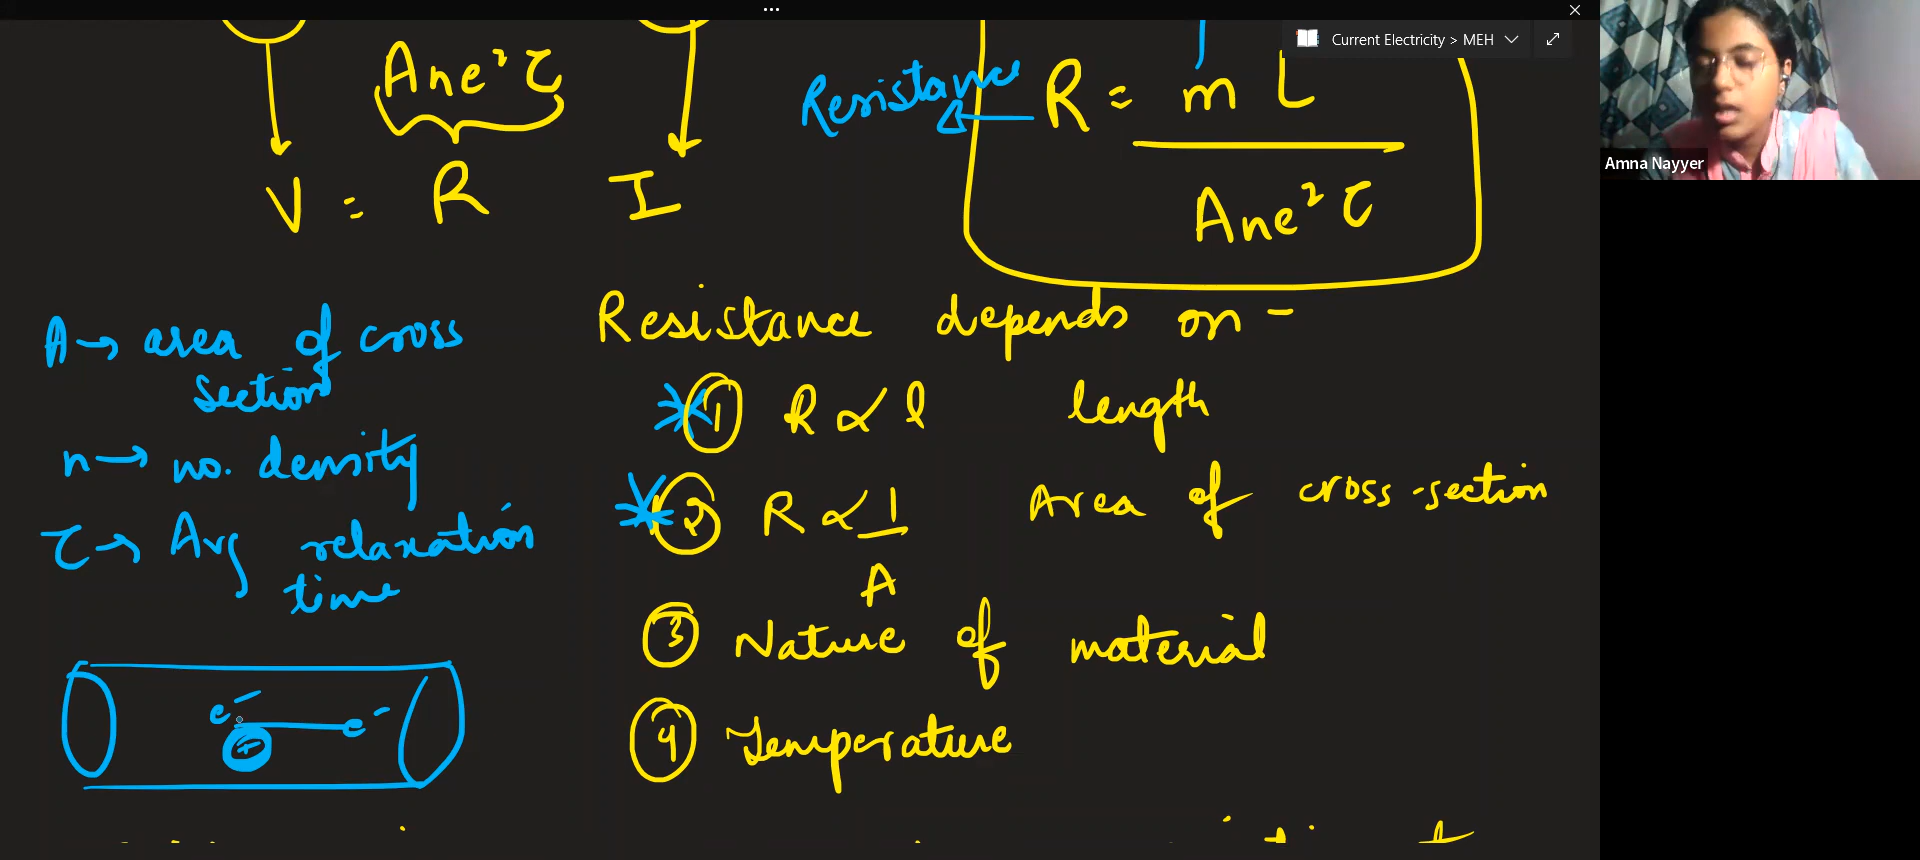 Current Electricity > MEH
Amna Nayyer
Ane²τ
V = R I
Resistance
R = m L
Ane²τ
A → area of cross
section
n → no. density
τ → Avg relaxation
time
e⁻
e⁻
+
Resistance depends on -
① R ∝ l length
② R ∝ 1 Area of cross-section
A
③ Nature of material
④ Temperature